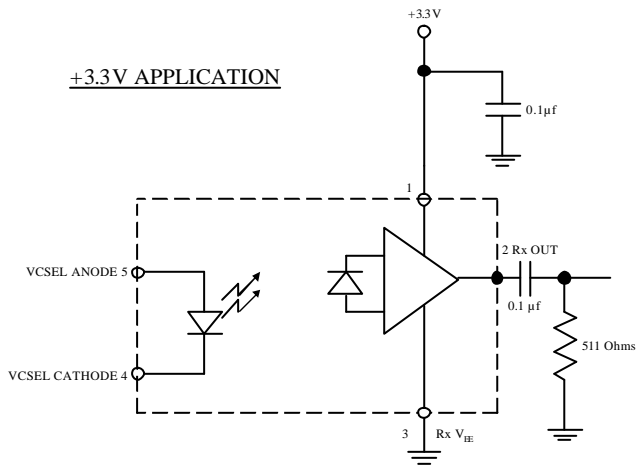 +3.3V
+3.3V APPLICATION
0.1µf
1
2 Rx OUT
VCSEL ANODE 5
0.1 µf
511 Ohms
VCSEL CATHODE 4
3 Rx VEE